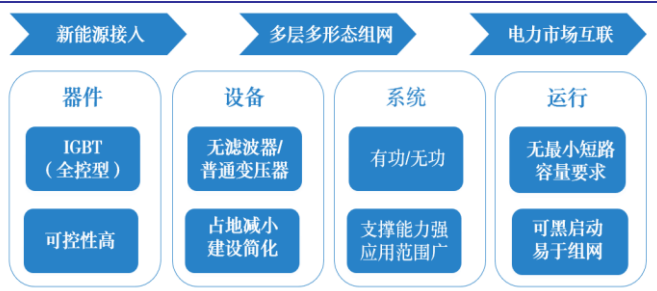 新能源接入
多层多形态组网
电力市场互联
器件
IGBT
（全控型）
可控性高
设备
无滤波器/
普通变压器
占地减小
建设简化
系统
有功/无功
支撑能力强
应用范围广
运行
无最小短路
容量要求
可黑启动
易于组网